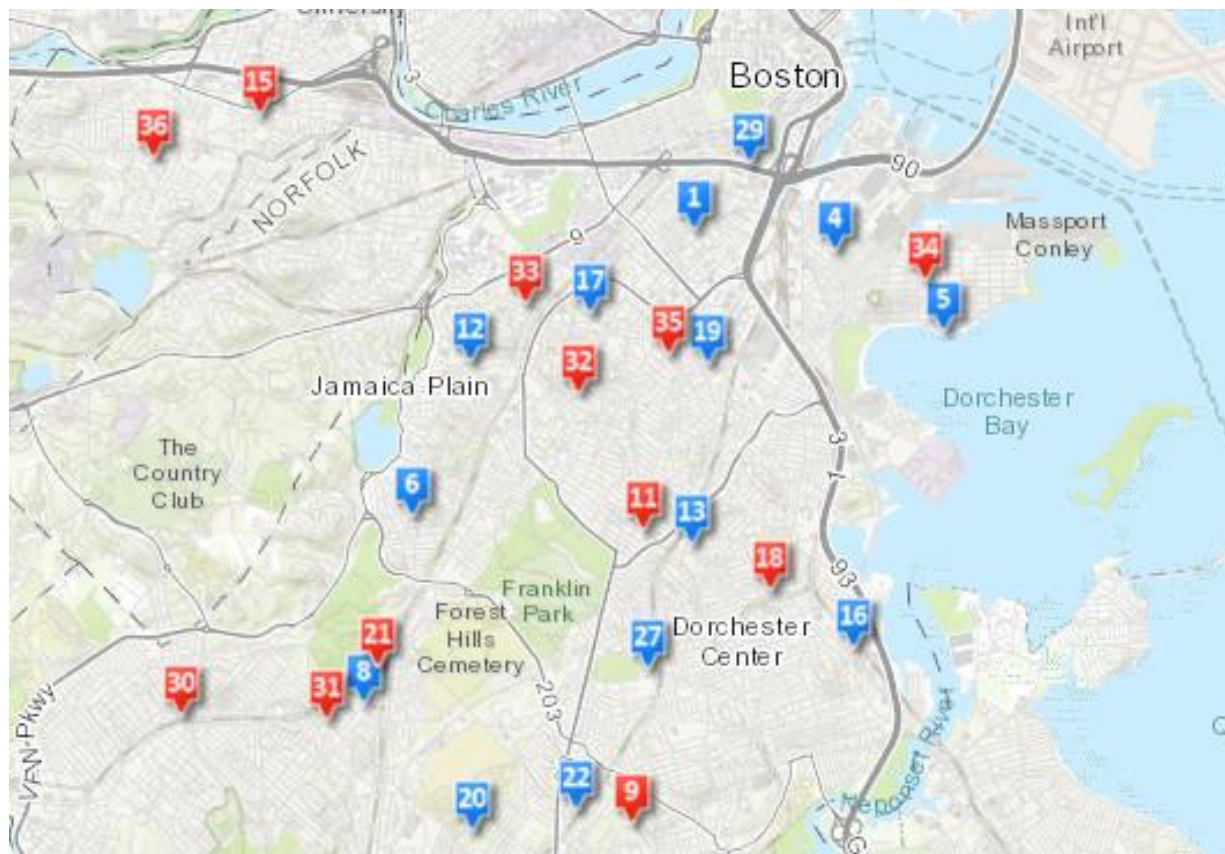 Int'l
Airport
Boston
15
3
Charles River
36
29
90
NORFOLK
1
4
Massport
Conley
9
34
33
17
5
12
35
19
32
Jamaica Plain
Dorchester
Bay
The
Country
Club
3
1
6
11
13
18
93
Franklin
Park
Forest
Hills
Cemetery
16
21
27
Dorchester
Center
8
30
31
203
VFW Pkwy
Neponset River
22
20
9